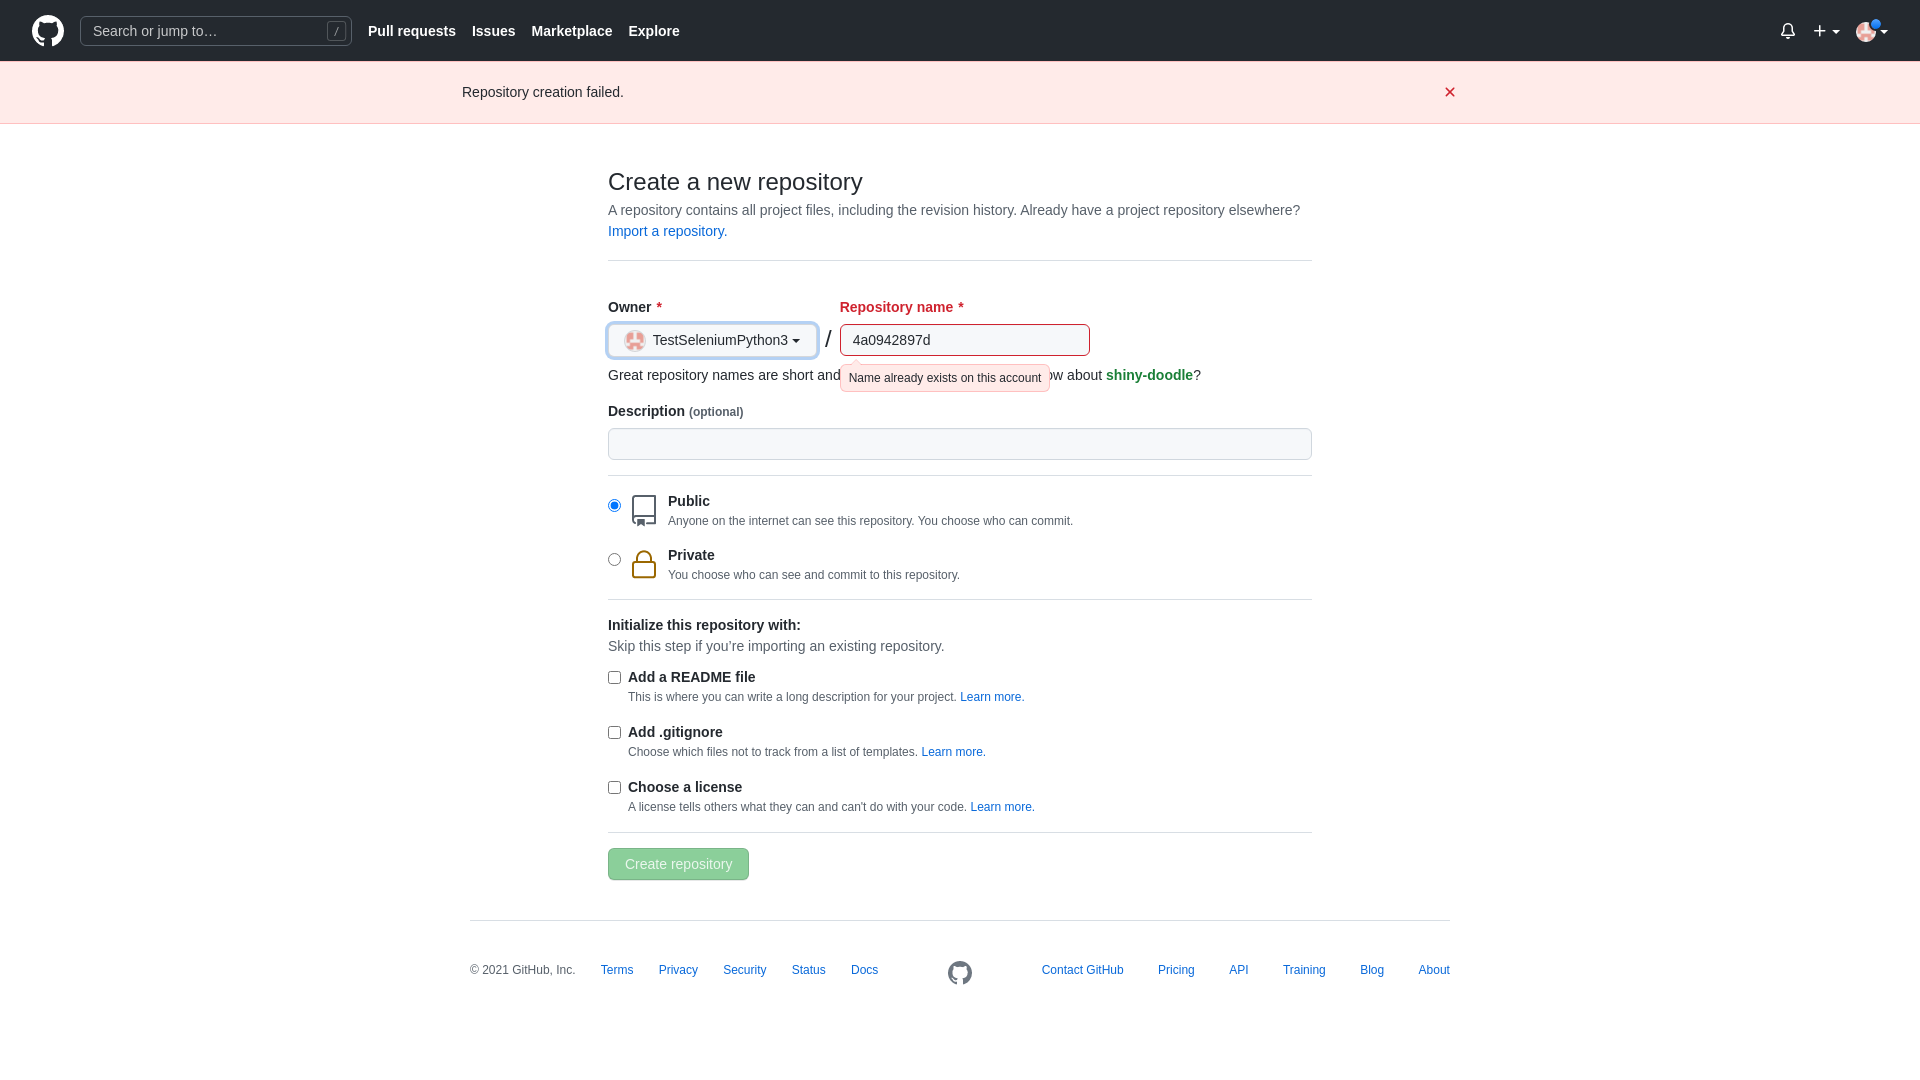 Search or jump to…
/
Pull requests
Issues
Marketplace
Explore
Repository creation failed.
Create a new repository
A repository contains all project files, including the revision history. Already have a project repository elsewhere?
Import a repository.
Owner *
Repository name *
TestSeleniumPython3
/
4a0942897d
Great repository names are short and
Name already exists on this account
about shiny-doodle?
Description (optional)
Public
Anyone on the internet can see this repository. You choose who can commit.
Private
You choose who can see and commit to this repository.
Initialize this repository with:
Skip this step if you’re importing an existing repository.
Add a README file
This is where you can write a long description for your project. Learn more.
Add .gitignore
Choose which files not to track from a list of templates. Learn more.
Choose a license
A license tells others what they can and can't do with your code. Learn more.
Create repository
© 2021 GitHub, Inc.
Terms
Privacy
Security
Status
Docs
Contact GitHub
Pricing
API
Training
Blog
About